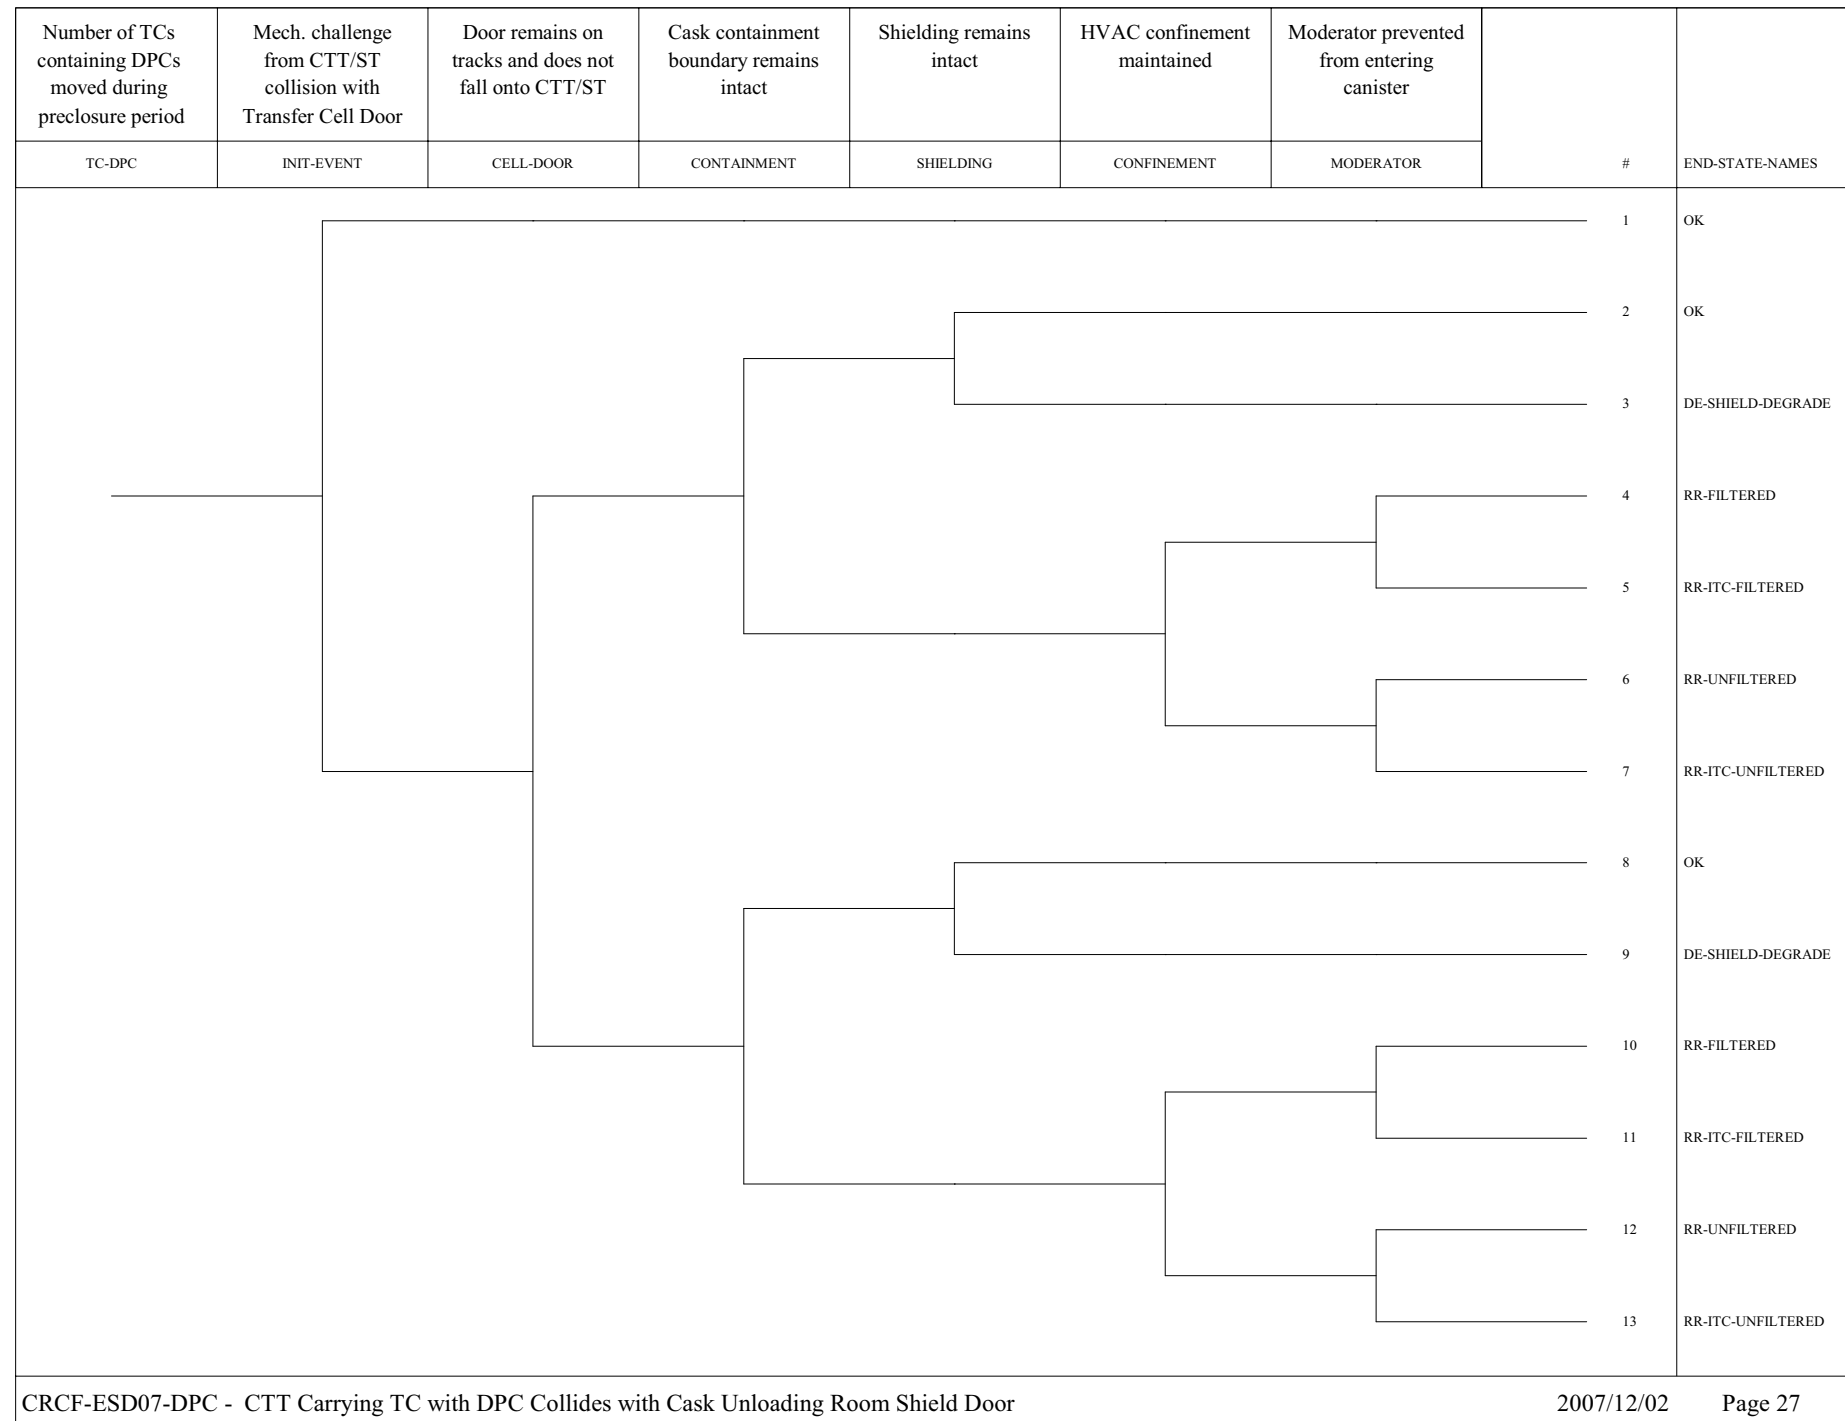 Number of TCs
containing DPCs
moved during
preclosure period
Mech. challenge
from CTT/ST
collision with
Transfer Cell Door
Door remains on
tracks and does not
fall onto CTT/ST
Cask containment
boundary remains
intact
Shielding remains
intact
HVAC confinement
maintained
Moderator prevented
from entering
canister
TC-DPC
INIT-EVENT
CELL-DOOR
CONTAINMENT
SHIELDING
CONFINEMENT
MODERATOR
#
END-STATE-NAMES
1 OK
2 OK
3 DE-SHIELD-DEGRADE
4 RR-FILTERED
5 RR-ITC-FILTERED
6 RR-UNFILTERED
7 RR-ITC-UNFILTERED
8 OK
9 DE-SHIELD-DEGRADE
10 RR-FILTERED
11 RR-ITC-FILTERED
12 RR-UNFILTERED
13 RR-ITC-UNFILTERED
CRCF-ESD07-DPC - CTT Carrying TC with DPC Collides with Cask Unloading Room Shield Door 2007/12/02 Page 27